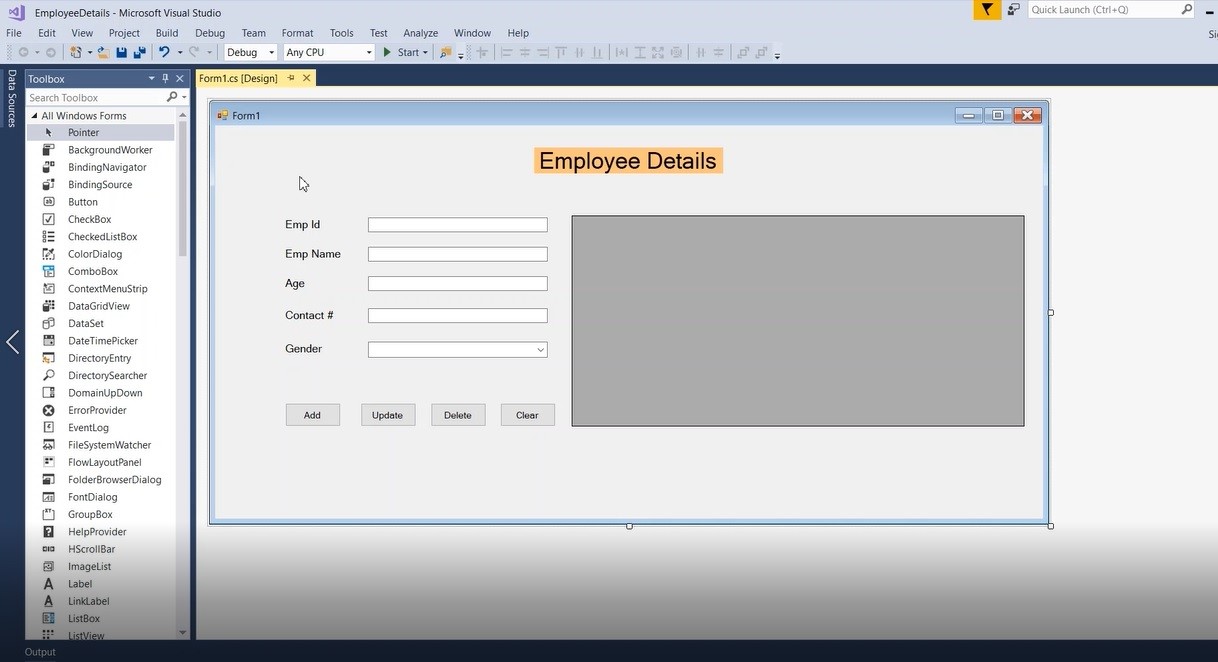 EmployeeDetails - Microsoft Visual Studio
Quick Launch (Ctrl+Q)
File Edit View Project Build Debug Team Format Tools Test Analyze Window Help
Debug Any CPU Start
Data Sources
Toolbox
Form1.cs [Design]
Search Toolbox
All Windows Forms
Pointer
BackgroundWorker
BindingNavigator
BindingSource
Button
CheckBox
CheckedListBox
ColorDialog
ComboBox
ContextMenuStrip
DataGridView
DataSet
DateTimePicker
DirectoryEntry
DirectorySearcher
DomainUpDown
ErrorProvider
EventLog
FileSystemWatcher
FlowLayoutPanel
FolderBrowserDialog
FontDialog
GroupBox
HelpProvider
HScrollBar
ImageList
Label
LinkLabel
ListBox
ListView
Form1
Employee Details
Emp Id
Emp Name
Age
Contact #
Gender
Add Update Delete Clear
Output